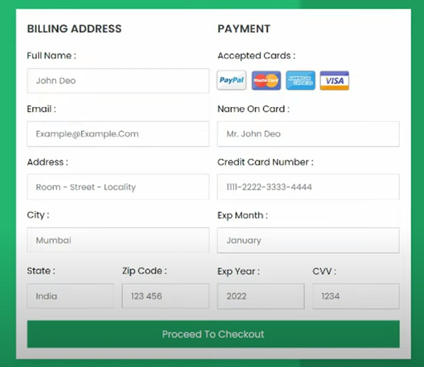 BILLING ADDRESS
Full Name :
John Deo
Email :
Example@Example.Com
Address :
Room - Street - Locality
City :
Mumbai
State :
Zip Code :
India
123 456
PAYMENT
Accepted Cards :
PayPal
MasterCard
VISA
Name On Card :
Mr. John Deo
Credit Card Number :
1111-2222-3333-4444
Exp Month :
January
Exp Year :
CVV :
2022
1234
Proceed To Checkout